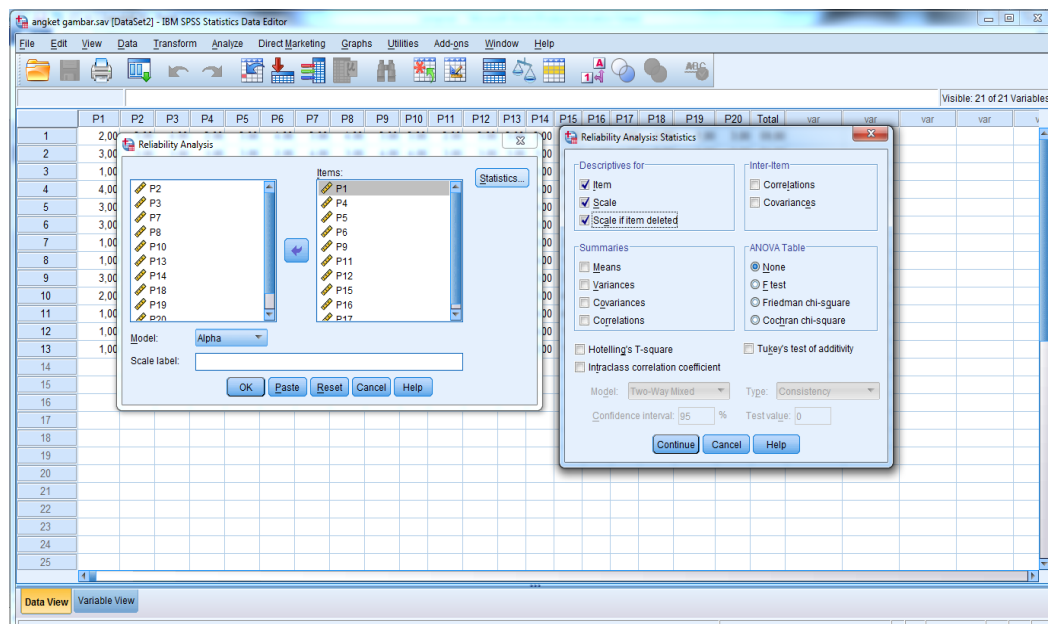 angket gambar.sav [DataSet2] - IBM SPSS Statistics Data Editor
File Edit View Data Transform Analyze Direct Marketing Graphs Utilities Add-ons Window Help
Visible: 21 of 21 Variables
P1 P2 P3 P4 P5 P6 P7 P8 P9 P10 P11 P12 P13 P14 P15 P16 P17 P18 P19 P20 Total var var var var
1 2,00
2 3,00
3 1,00
4 4,00
5 3,00
6 3,00
7 1,00
8 1,00
9 3,00
10 2,00
11 1,00
12 1,00
13 1,00
14
15
16
17
18
19
20
21
22
23
24
25
Reliability Analysis
P2
P3
P7
P8
P10
P13
P14
P18
P19
P20
Items:
P1
P4
P5
P6
P9
P11
P12
P15
P16
P17
Statistics...
Model: Alpha
Scale label:
OK Paste Reset Cancel Help
Reliability Analysis: Statistics
Descriptives for
Item
Scale
Scale if item deleted
Inter-Item
Correlations
Covariances
Summaries
Means
Variances
Covariances
Correlations
ANOVA Table
None
F test
Friedman chi-square
Cochran chi-square
Hotelling's T-square
Tukey's test of additivity
Intraclass correlation coefficient
Model: Two-Way Mixed Type: Consistency
Confidence interval: 95 % Test value: 0
Continue Cancel Help
Data View Variable View